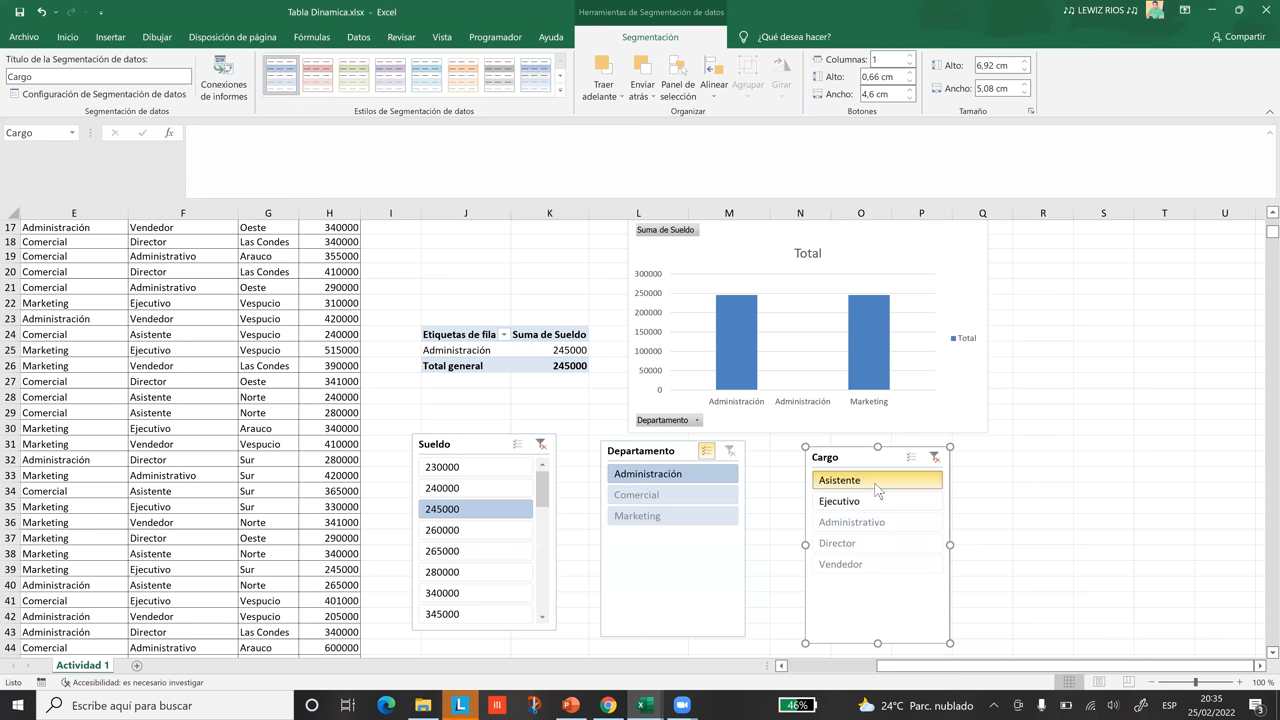 Tabla Dinamica.xlsx - Excel
Herramientas de Segmentación de datos
♪♫ LEWIZ RIOS ♫♪
Archivo Inicio Insertar Dibujar Disposición de página Fórmulas Datos Revisar Vista Programador Ayuda Segmentación ¿Qué desea hacer? Compartir
Título de la Segmentación de datos:
Cargo
Configuración de Segmentación de datos
Segmentación de datos
Conexiones de informes
Estilos de Segmentación de datos
Traer adelante
Enviar atrás
Panel de selección
Alinear
Agrupar
Girar
Organizar
Columnas: 1
Alto: 0,66 cm
Ancho: 4,6 cm
Botones
Alto: 6,92 cm
Ancho: 5,08 cm
Tamaño
Cargo
fx
E F G H I J K L M N O P Q R S T U
17 Administración Vendedor Oeste 340000
18 Comercial Director Las Condes 340000
19 Comercial Administrativo Arauco 355000
20 Comercial Director Las Condes 410000
21 Comercial Administrativo Oeste 290000
22 Marketing Ejecutivo Vespucio 310000
23 Administración Vendedor Vespucio 420000
24 Comercial Asistente Vespucio 240000
25 Marketing Ejecutivo Vespucio 515000
26 Marketing Vendedor Las Condes 390000
27 Comercial Director Oeste 341000
28 Comercial Asistente Norte 240000
29 Comercial Asistente Norte 280000
30 Marketing Ejecutivo Arauco 340000
31 Marketing Vendedor Vespucio 410000
32 Administración Director Sur 280000
33 Marketing Administrativo Sur 420000
34 Comercial Asistente Sur 365000
35 Marketing Ejecutivo Sur 330000
36 Marketing Vendedor Norte 341000
37 Marketing Director Oeste 290000
38 Marketing Asistente Norte 340000
39 Marketing Ejecutivo Sur 245000
40 Administración Asistente Norte 265000
41 Comercial Ejecutivo Vespucio 401000
42 Administración Vendedor Vespucio 205000
43 Administración Director Las Condes 340000
44 Comercial Administrativo Arauco 600000
Etiquetas de fila Suma de Sueldo
Administración 245000
Total general 245000
Suma de Sueldo
Total
300000
250000
200000
150000
100000
50000
0
Administración Administración Marketing
Total
Departamento
Sueldo
230000
240000
245000
260000
265000
280000
340000
345000
Departamento
Administración
Comercial
Marketing
Cargo
Asistente
Ejecutivo
Administrativo
Director
Vendedor
Actividad 1
Listo
Accesibilidad: es necesario investigar
100 %
Escribe aquí para buscar
L
46%
24°C Parc. nublado
ESP
20:35
25/02/2022
3